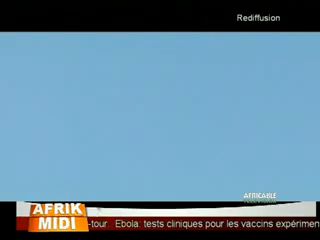 Rediffusion
AFRICABLE
AFRIK
MIDI
-tour. Ebola: tests cliniques pour les vaccins expérimen